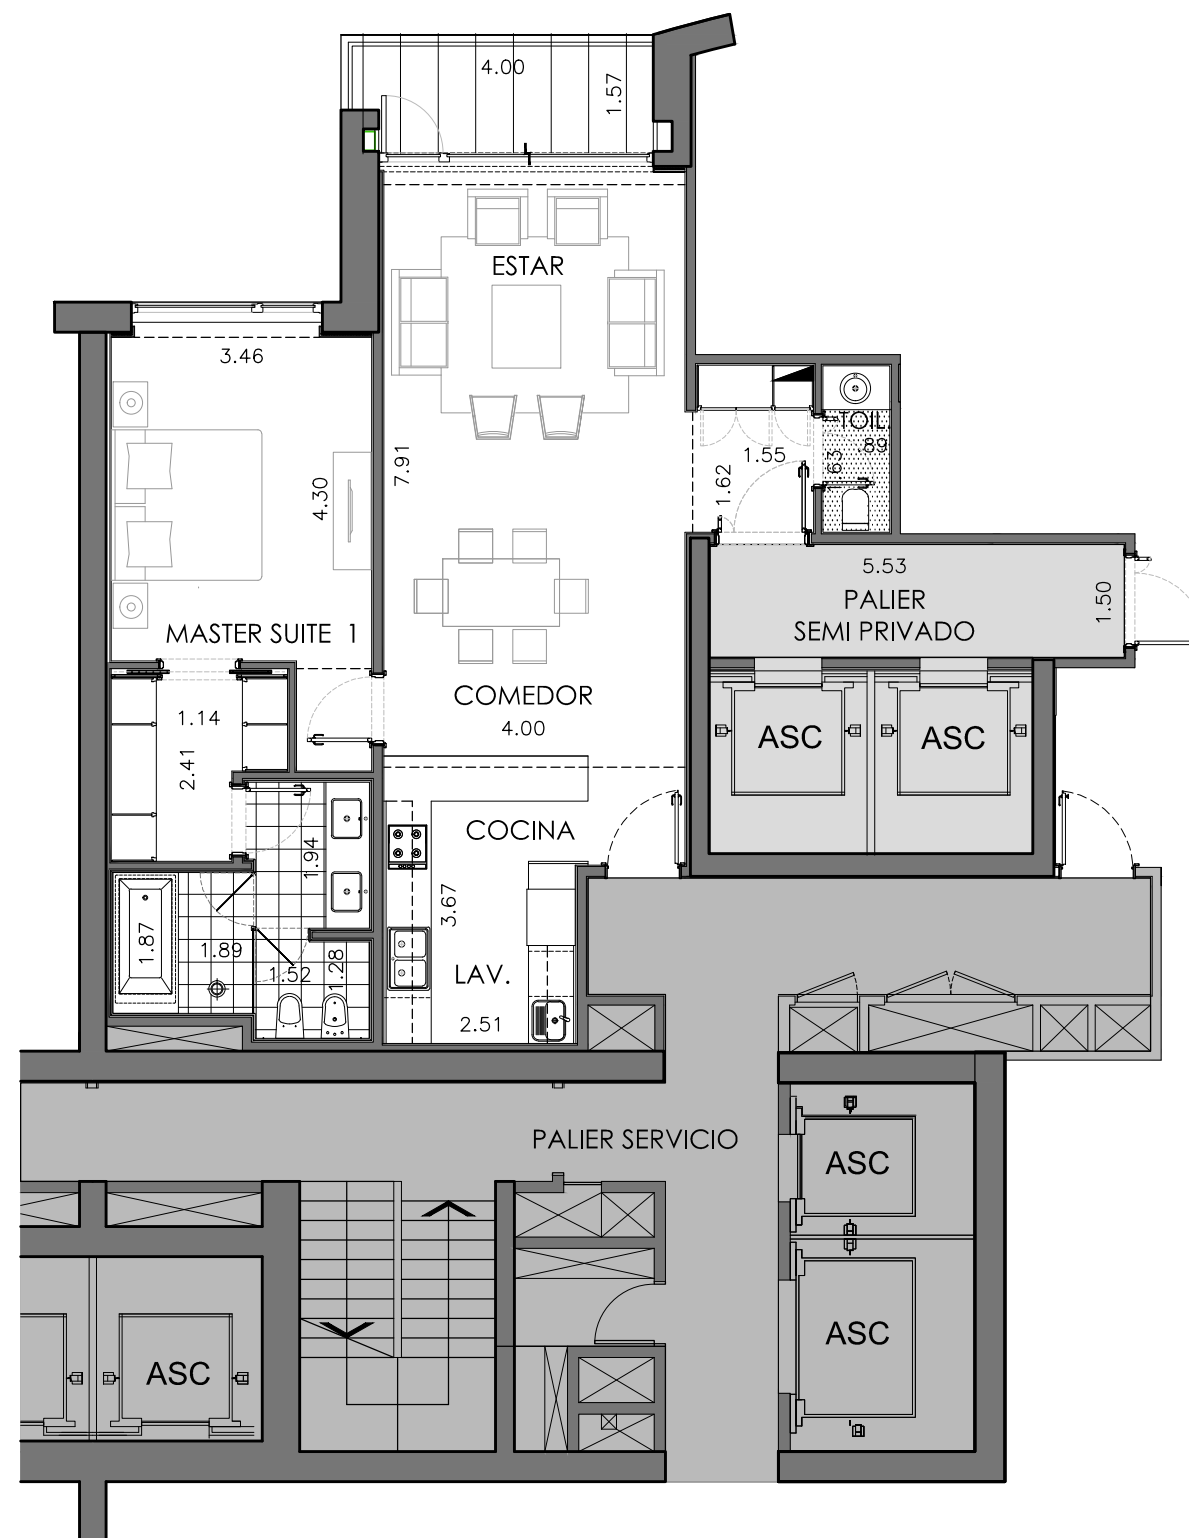 4.00
1.57
ESTAR
3.46
4.30
7.91
1.55
TOIL
.89
.63
1.62
5.53
PALIER
SEMI PRIVADO
1.50
MASTER SUITE 1
COMEDOR
4.00
ASC
ASC
1.14
2.41
COCINA
1.94
3.67
1.87
1.89
1.52
1.28
LAV.
2.51
PALIER SERVICIO
ASC
ASC
ASC